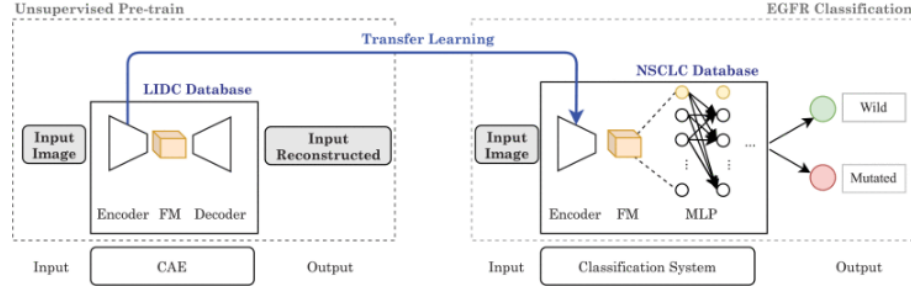 Unsupervised Pre-train
EGFR Classification
Transfer Learning
LIDC Database
NSCLC Database
Input
Image
Input
Reconstructed
Input
Image
Wild
Mutated
...
Encoder
FM
Decoder
Encoder
FM
MLP
Input
CAE
Output
Input
Classification System
Output